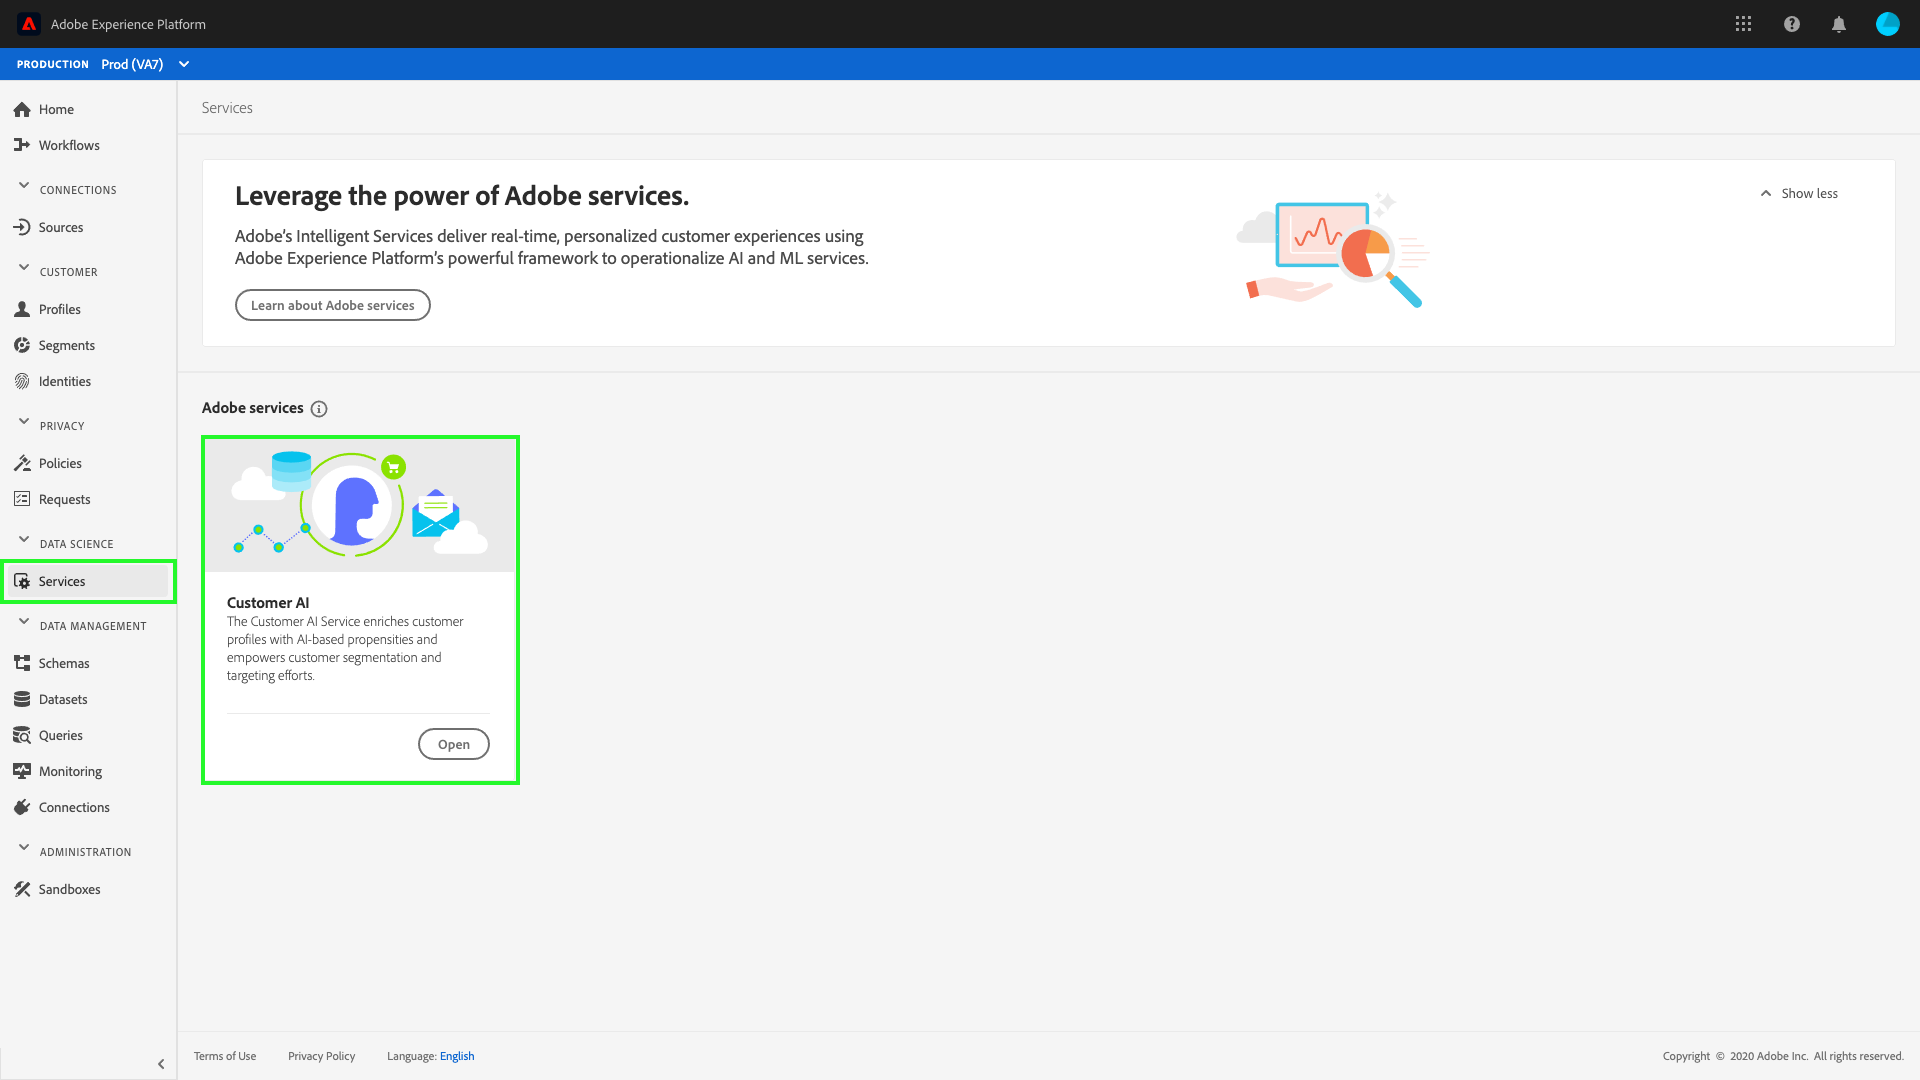 Adobe Experience Platform
PRODUCTION Prod (VA7)
Home
Workflows
CONNECTIONS
Sources
CUSTOMER
Profiles
Segments
Identities
PRIVACY
Policies
Requests
DATA SCIENCE
Services
DATA MANAGEMENT
Schemas
Datasets
Queries
Monitoring
Connections
ADMINISTRATION
Sandboxes
Services
Leverage the power of Adobe services.
Show less
Adobe's Intelligent Services deliver real-time, personalized customer experiences using
Adobe Experience Platform's powerful framework to operationalize AI and ML services.
Learn about Adobe services
Adobe services
Customer AI
The Customer AI Service enriches customer
profiles with AI-based propensities and
empowers customer segmentation and
targeting efforts.
Open
Terms of Use Privacy Policy Language: English
Copyright © 2020 Adobe Inc. All rights reserved.